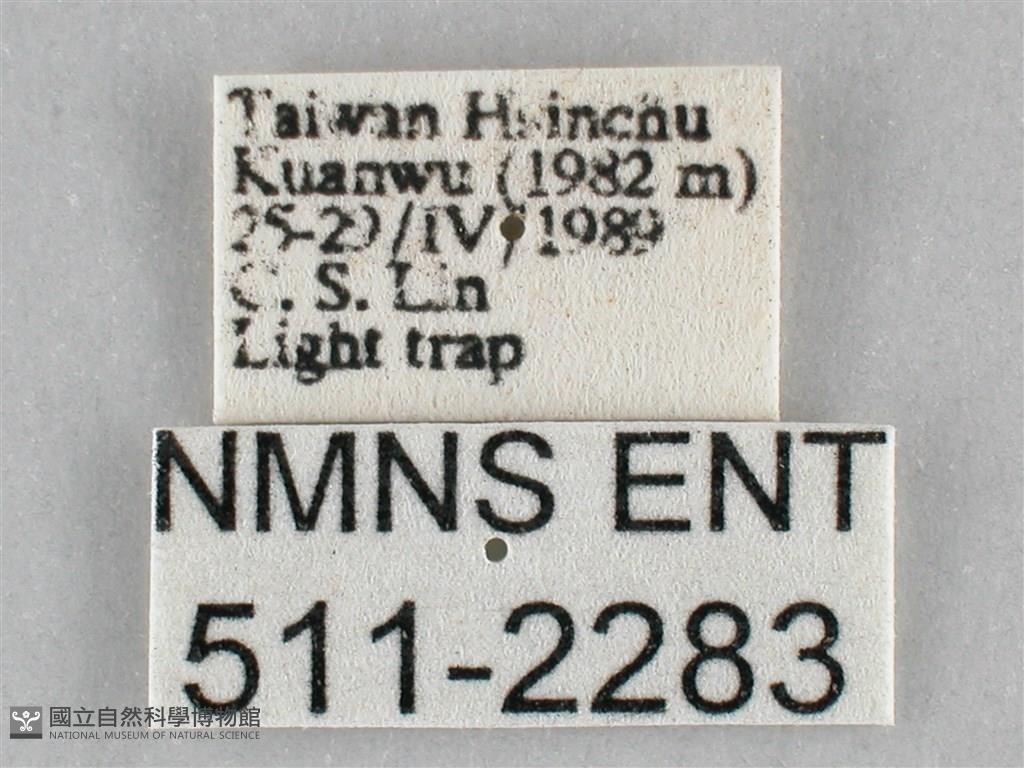 Taiwan Hsinchu
Kuanwu (1982 m)
25-29/IV/1989
C. S. Lin
Light trap
NMNS ENT
511-2283
國立自然科學博物館
NATIONAL MUSEUM OF NATURAL SCIENCE